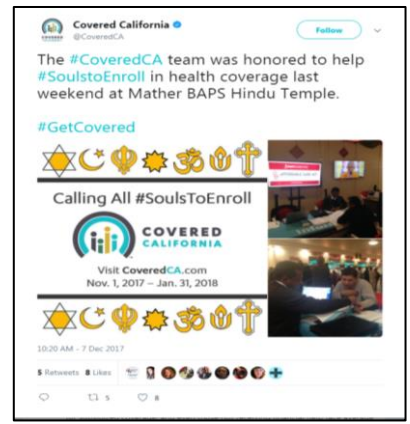 Covered California
@CoveredCA
Follow
The #CoveredCA team was honored to help
#SoulstoEnroll in health coverage last
weekend at Mather BAPS Hindu Temple.
#GetCovered
Calling All #SoulsToEnroll
COVERED
CALIFORNIA
Visit CoveredCA.com
Nov. 1, 2017 – Jan. 31, 2018
10:20 AM - 7 Dec 2017
5 Retweets 8 Likes
5 8